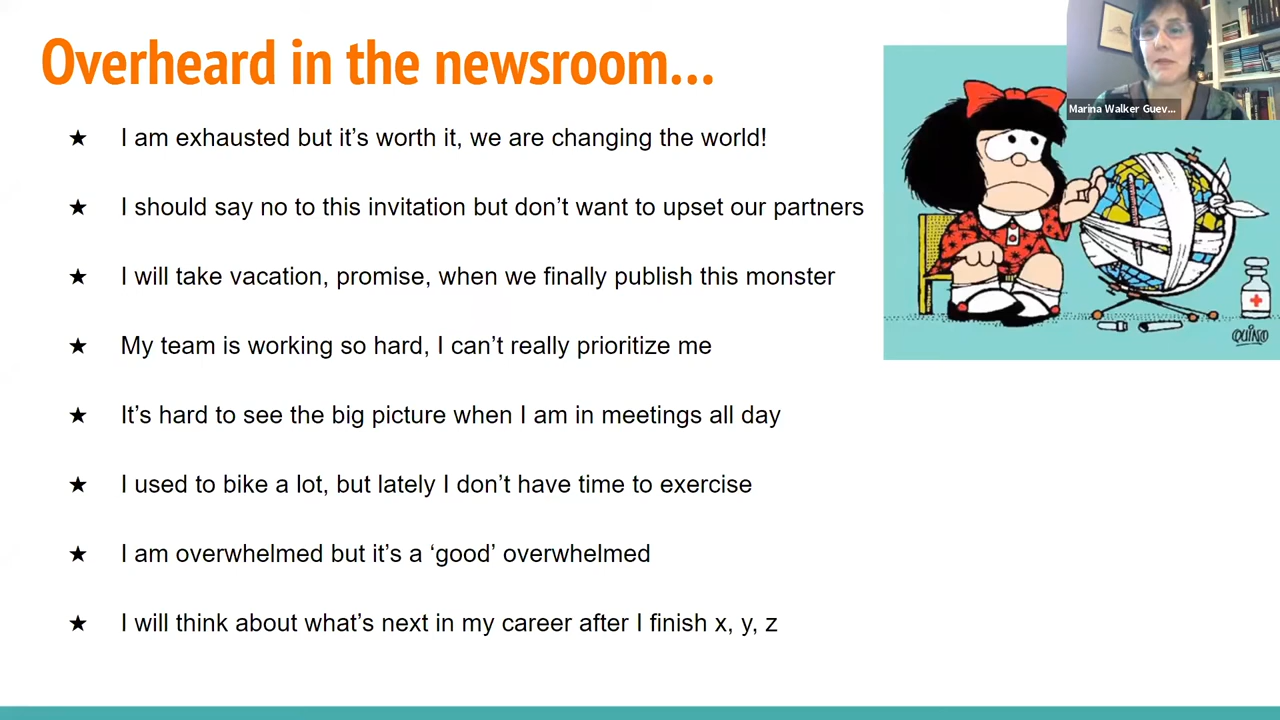 Overheard in the newsroom...
★ I am exhausted but it's worth it, we are changing the world!
★ I should say no to this invitation but don't want to upset our partners
★ I will take vacation, promise, when we finally publish this monster
★ My team is working so hard, I can't really prioritize me
★ It's hard to see the big picture when I am in meetings all day
★ I used to bike a lot, but lately I don't have time to exercise
★ I am overwhelmed but it's a ‘good’ overwhelmed
★ I will think about what's next in my career after I finish x, y, z
Marina Walker Guev...
QUINO